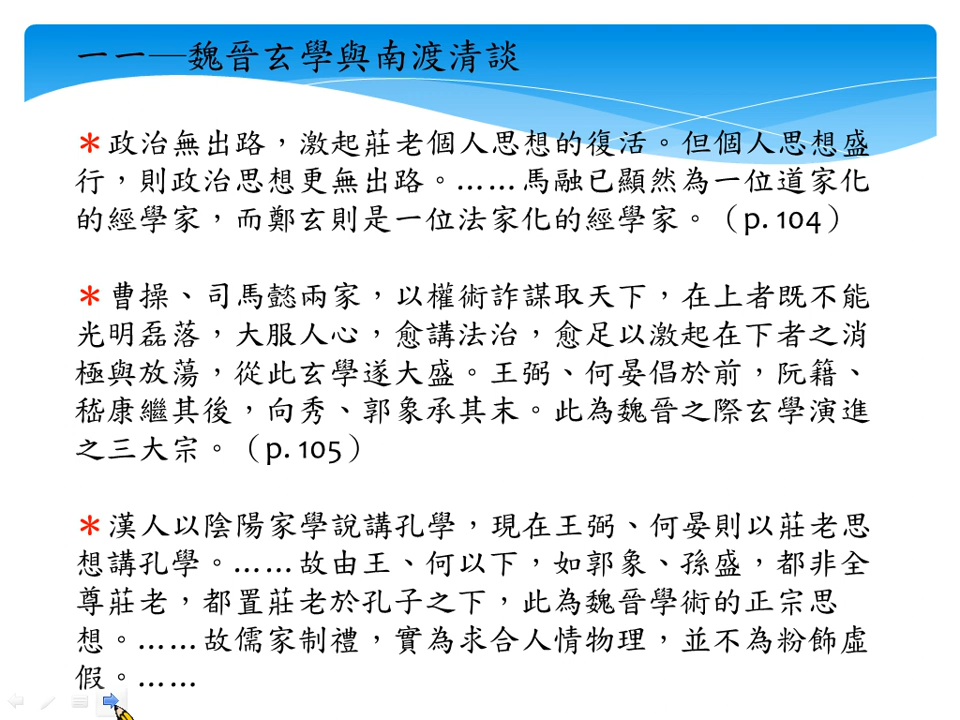 一一─魏晉玄學與南渡清談
＊政治無出路，激起莊老個人思想的復活。但個人思想盛
行，則政治思想更無出路。……馬融已顯然為一位道家化
的經學家，而鄭玄則是一位法家化的經學家。（p. 104）
＊曹操、司馬懿兩家，以權術詐謀取天下，在上者既不能
光明磊落，大服人心，愈講法治，愈足以激起在下者之消
極與放蕩，從此玄學遂大盛。王弼、何晏倡於前，阮籍、
嵇康繼其後，向秀、郭象承其末。此為魏晉之際玄學演進
之三大宗。（p. 105）
＊漢人以陰陽家學說講孔學，現在王弼、何晏則以莊老思
想講孔學。……故由王、何以下，如郭象、孫盛，都非全
尊莊老，都置莊老於孔子之下，此為魏晉學術的正宗思
想。……故儒家制禮，實為求合人情物理，並不為粉飾虛
假。……